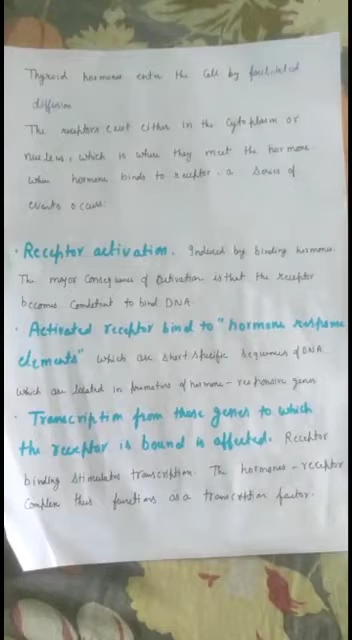 Thyroid hormones enter the cell by facilitated
diffusion
The receptors exist either in the cytoplasm or
nucleus, which is where they meet the hormone.
When hormone binds to receptor, a series of
events occurs:
· Receptor activation. Induced by binding hormone.
The major consequence of activation is that the receptor
becomes competent to bind DNA.
· Activated receptor bind to "hormone response
elements" which are short specific sequences of DNA
which are located in promoters of hormone - responsive genes
· Transcription from those genes to which
the receptor is bound is affected. Receptor
binding stimulates transcription. The hormones - receptor
complex thus functions as a transcription factor.